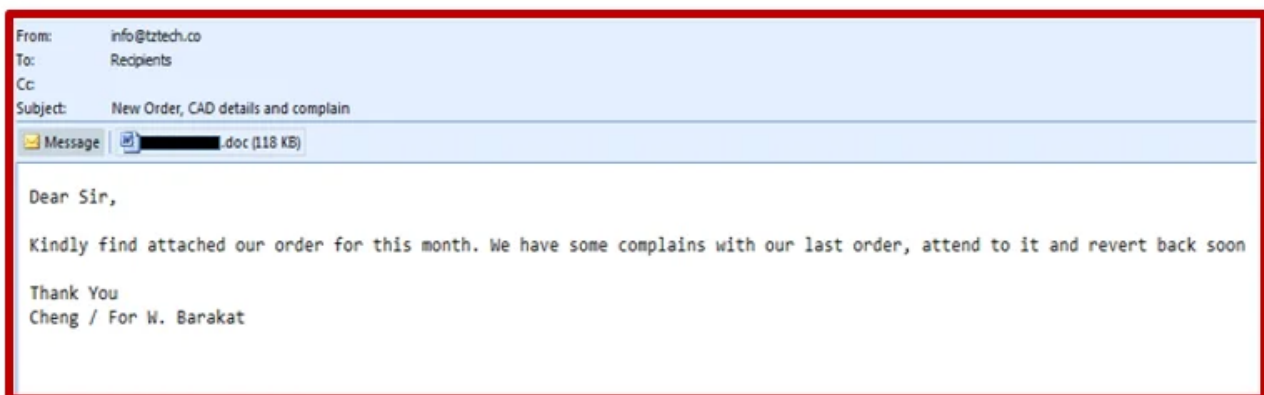 From: info@tztech.co
To: Recipients
Cc:
Subject: New Order, CAD details and complain
Message .doc (118 KB)
Dear Sir,
Kindly find attached our order for this month. We have some complains with our last order, attend to it and revert back soon
Thank You
Cheng / For W. Barakat